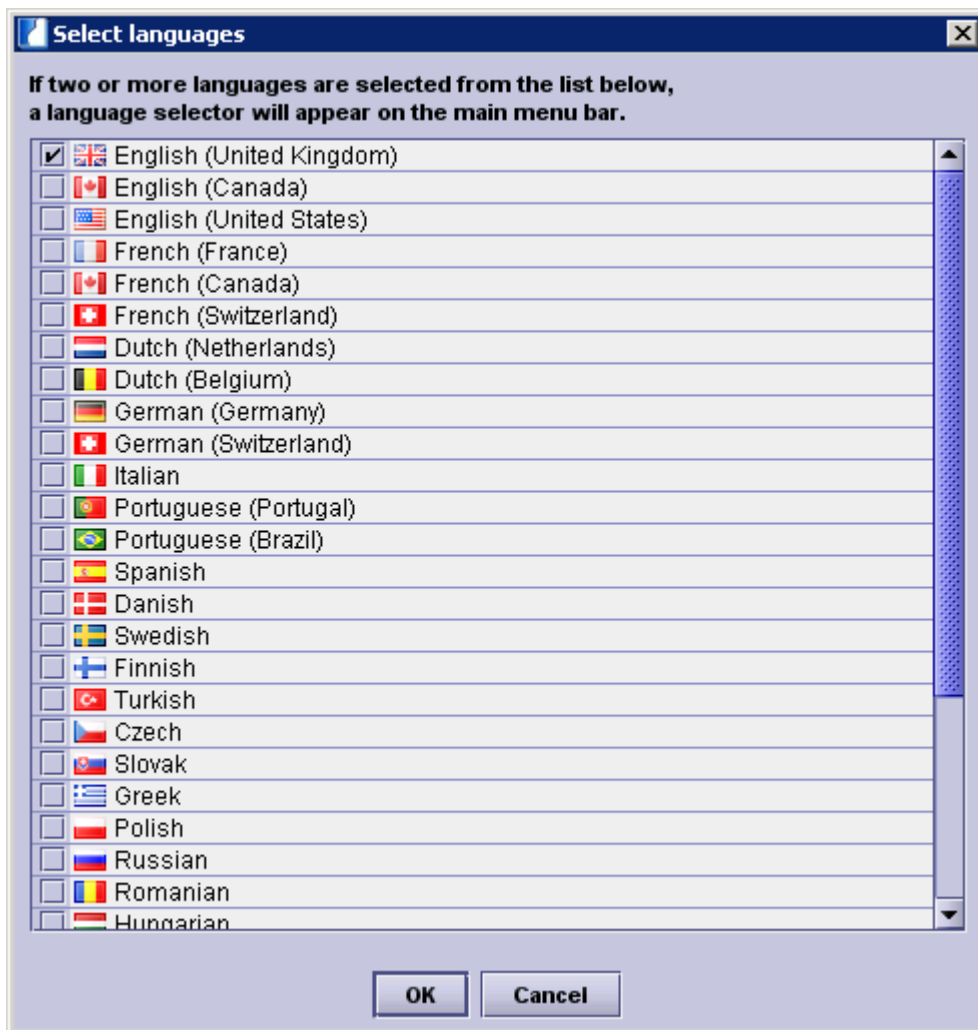 Select languages
If two or more languages are selected from the list below,
a language selector will appear on the main menu bar.
English (United Kingdom)
English (Canada)
English (United States)
French (France)
French (Canada)
French (Switzerland)
Dutch (Netherlands)
Dutch (Belgium)
German (Germany)
German (Switzerland)
Italian
Portuguese (Portugal)
Portuguese (Brazil)
Spanish
Danish
Swedish
Finnish
Turkish
Czech
Slovak
Greek
Polish
Russian
Romanian
Hungarian
OK Cancel